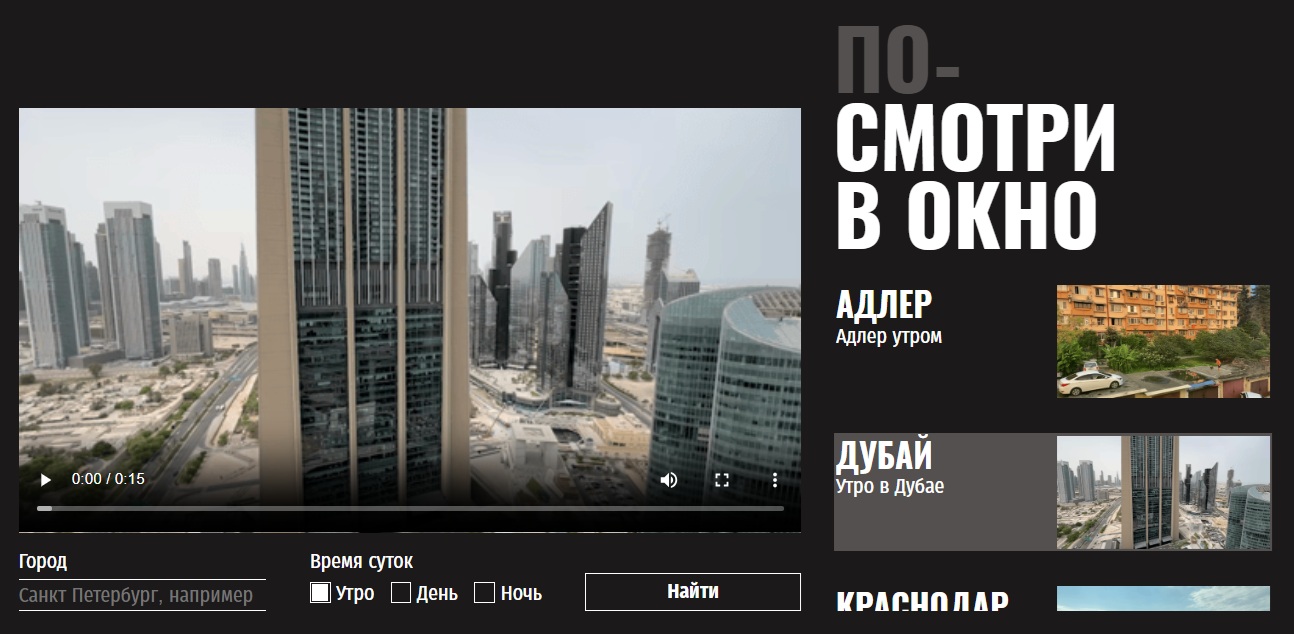 ПО-
СМОТРИ
В ОКНО
0:00 / 0:15
Город
Санкт Петербург, например
Время суток
Утро
День
Ночь
Найти
АДЛЕР
Адлер утром
ДУБАЙ
Утро в Дубае
КРАСНОДАР